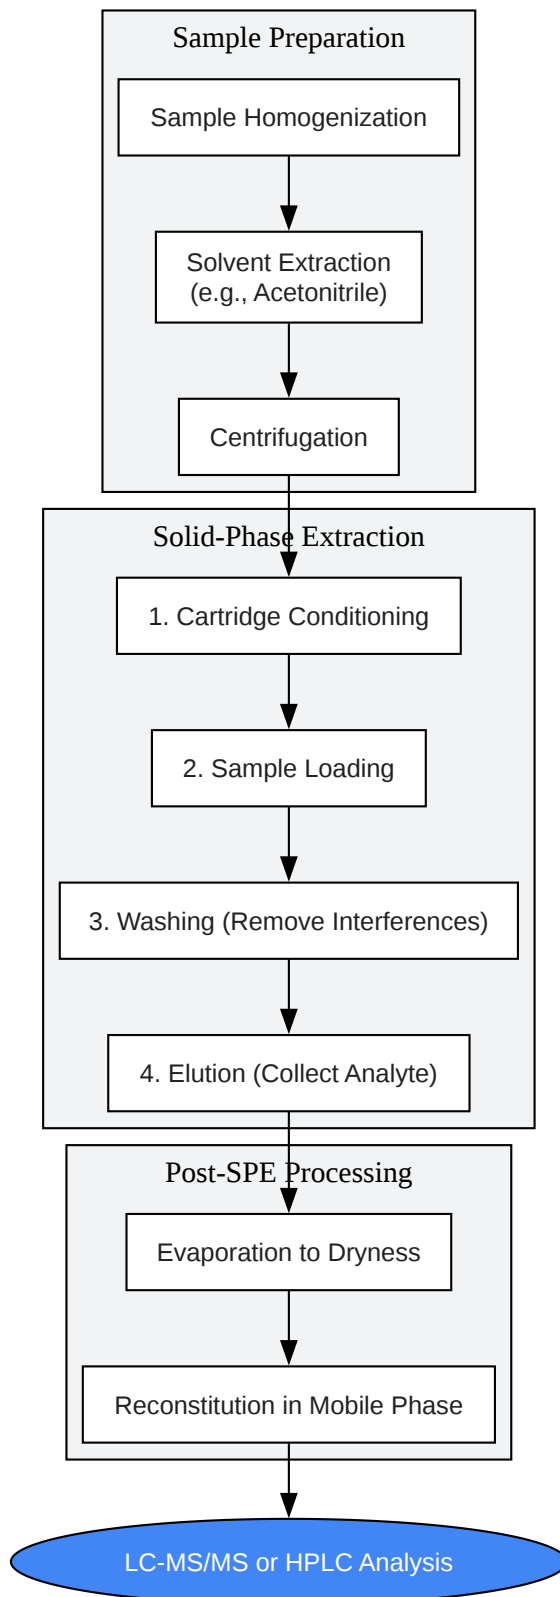 Sample Preparation
Sample Homogenization
Solvent Extraction
(e.g., Acetonitrile)
Centrifugation
Solid-Phase Extraction
1. Cartridge Conditioning
2. Sample Loading
3. Washing (Remove Interferences)
4. Elution (Collect Analyte)
Post-SPE Processing
Evaporation to Dryness
Reconstitution in Mobile Phase
LC-MS/MS or HPLC Analysis